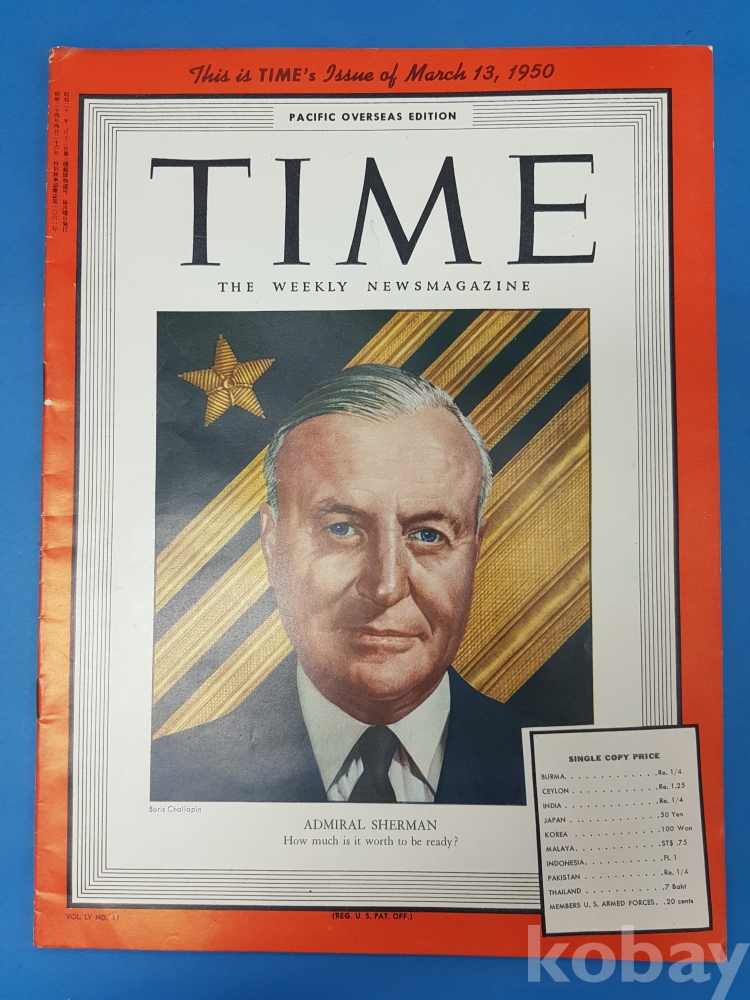 This is TIME's Issue of March 13, 1950
PACIFIC OVERSEAS EDITION
TIME
THE WEEKLY NEWSMAGAZINE
Boris Chaliapin
ADMIRAL SHERMAN
How much is it worth to be ready?
SINGLE COPY PRICE
BURMA. . . . . . . . . . . . .Re. 1/4
CEYLON . . . . . . . . . . . .Re. 1.25
INDIA . . . . . . . . . . . . .Re. 1/4
JAPAN . . . . . . . . . . . . .50 Yen
KOREA . . . . . . . . . . . . .100 Won
MALAYA. . . . . . . . . . . . .ST$ .75
INDONESIA. . . . . . . . . . . .Fl. 1
PAKISTAN . . . . . . . . . . .Re. 1/4
THAILAND . . . . . . . . . . .7 Baht
MEMBERS U. S. ARMED FORCES. .20 cents
VOL. LV NO. 11
(REG. U. S. PAT. OFF.)
kobay